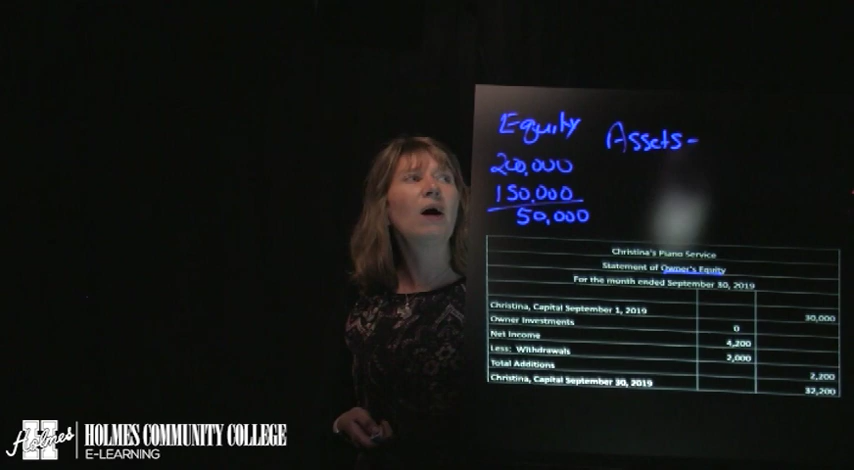 Equity Assets-
200,000
150,000
50,000
Christina's Piano Service
Statement of Owner's Equity
For the month ended September 30, 2019
Christina, Capital September 1, 2019 30,000
Owner Investments 0
Net Income 4,200
Less: Withdrawals 2,000
Total Additions 2,200
Christina, Capital September 30, 2019 32,200
H Holmes HOLMES COMMUNITY COLLEGE
E-LEARNING